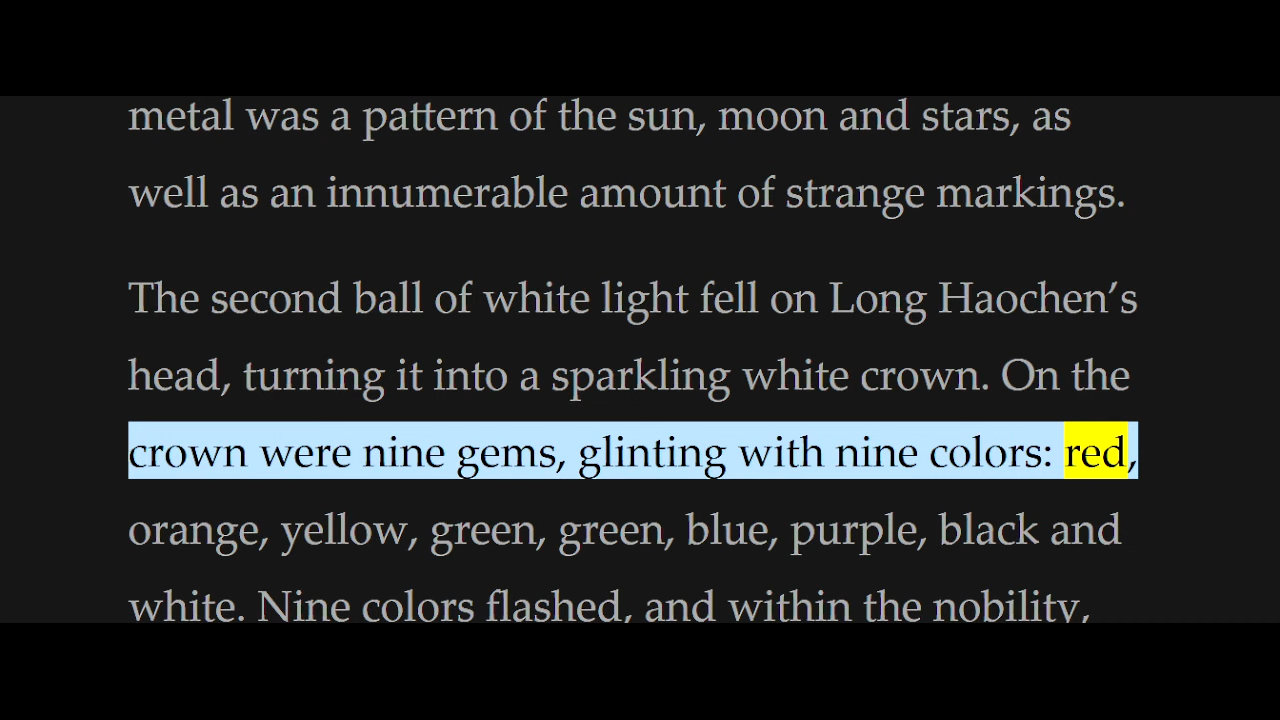 metal was a pattern of the sun, moon and stars, as
well as an innumerable amount of strange markings.
The second ball of white light fell on Long Haochen’s
head, turning it into a sparkling white crown. On the
crown were nine gems, glinting with nine colors: red,
orange, yellow, green, green, blue, purple, black and
white. Nine colors flashed, and within the nobility,